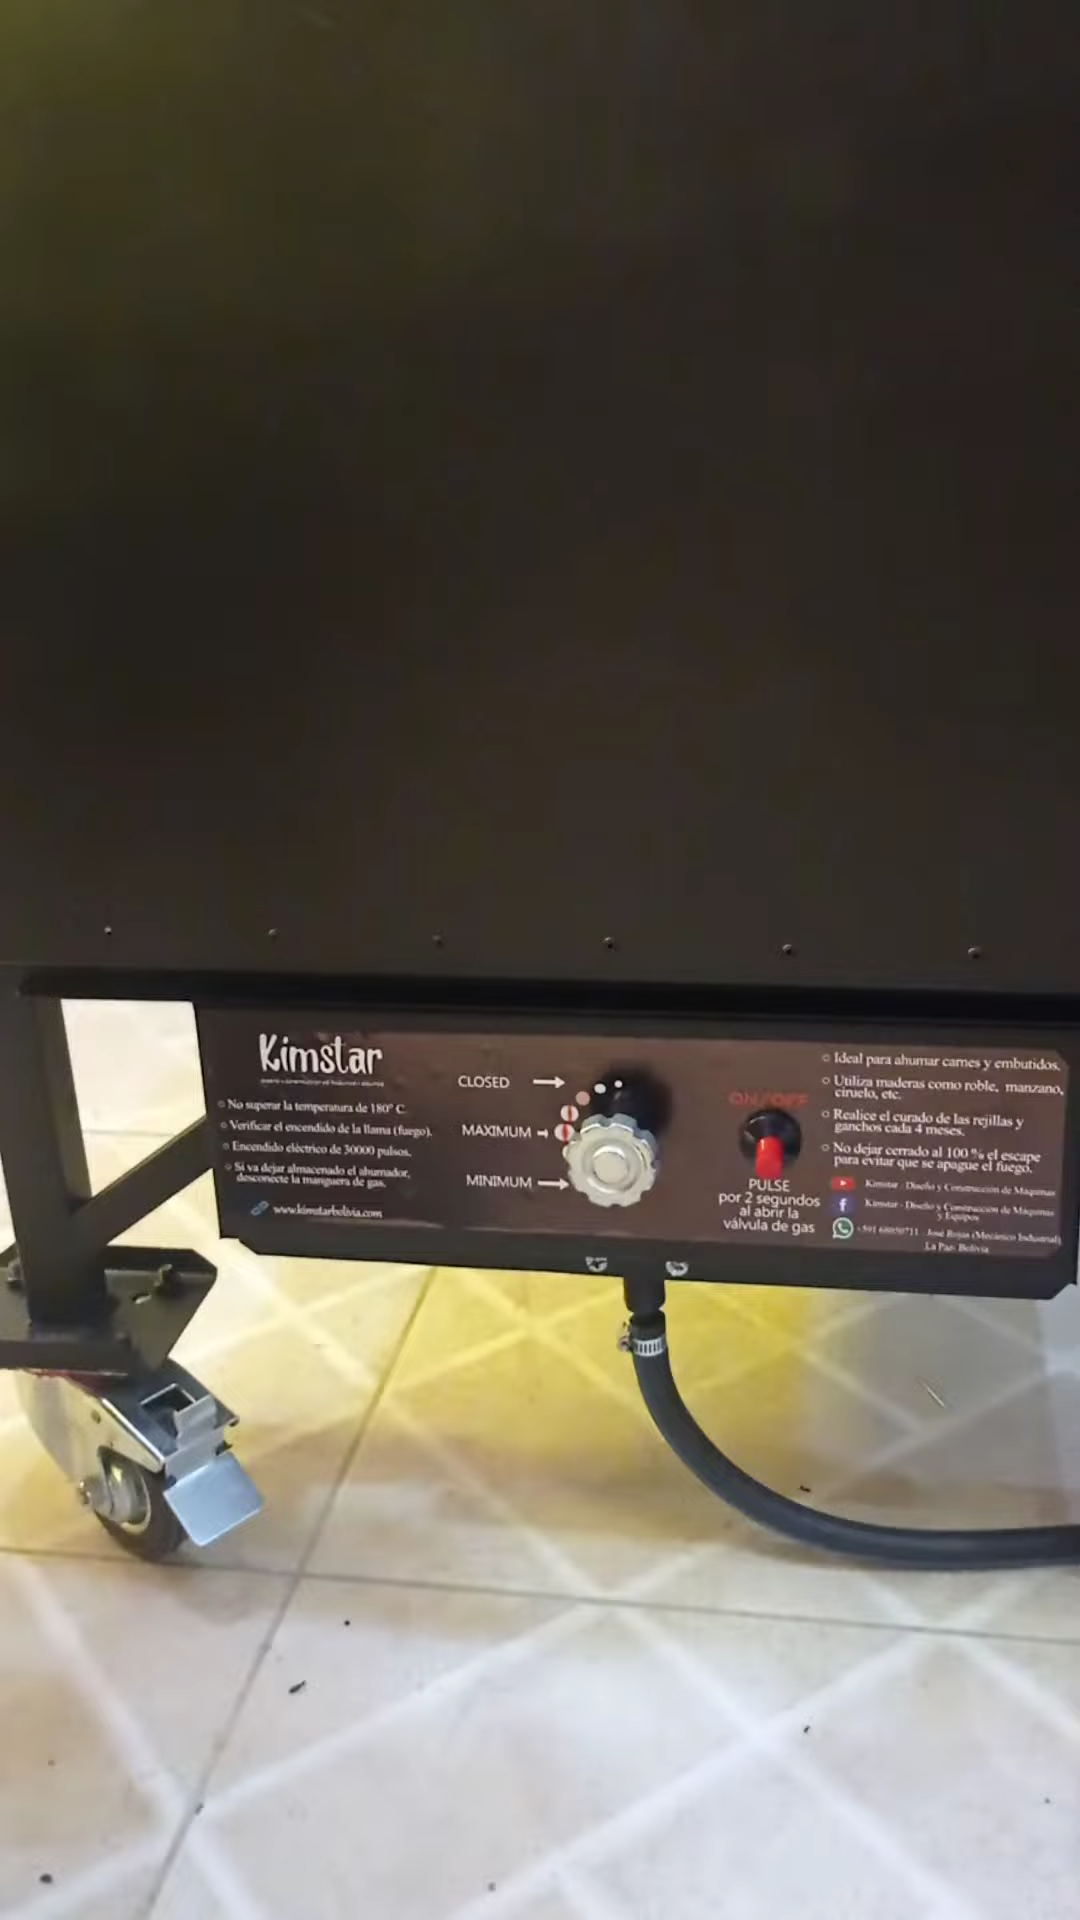 Kimstar
No superar la temperatura de 180° C.
Verificar el encendido de la llama (fuego).
Encendido eléctrico de 30000 pulsos.
Si va dejar almacenado el ahumador,
desconecte la manguera de gas.
www.kimstarbolivia.com
CLOSED
MAXIMUM
MINIMUM
ON/OFF
PULSE
por 2 segundos
al abrir la
válvula de gas
Ideal para ahumar carnes y embutidos.
Utiliza maderas como roble, manzano,
ciruelo, etc.
Realice el curado de las rejillas y
ganchos cada 4 meses.
No dejar cerrado al 100 % el escape
para evitar que se apague el fuego.
Kimstar - Diseño y Construcción de Máquinas
Kimstar - Diseño y Construcción de Máquinas
y Equipos
José Rojas (Mecánico Industrial)
La Paz- Bolivia